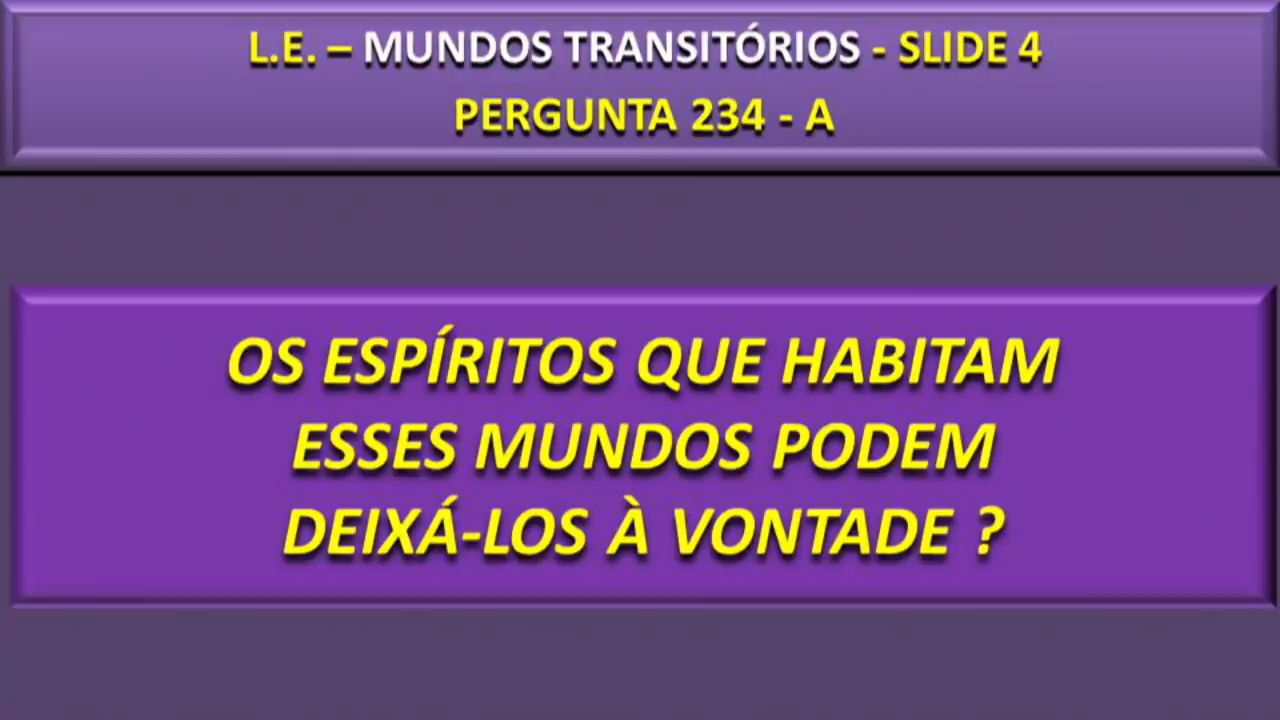 L.E. – MUNDOS TRANSITÓRIOS - SLIDE 4
PERGUNTA 234 - A
OS ESPÍRITOS QUE HABITAM
ESSES MUNDOS PODEM
DEIXÁ-LOS À VONTADE ?